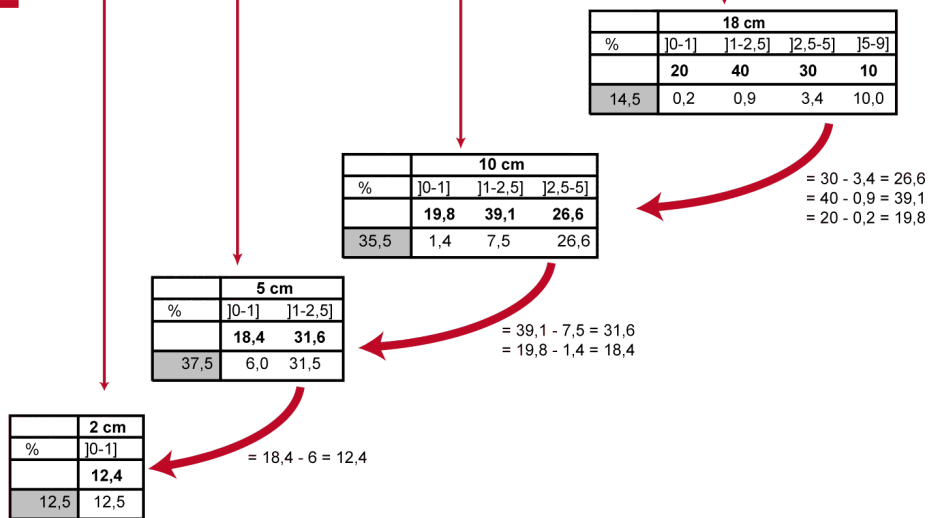 18 cm
% ]0-1] ]1-2,5] ]2,5-5] ]5-9]
20 40 30 10
14,5 0,2 0,9 3,4 10,0
= 30 - 3,4 = 26,6
= 40 - 0,9 = 39,1
= 20 - 0,2 = 19,8
10 cm
% ]0-1] ]1-2,5] ]2,5-5]
19,8 39,1 26,6
35,5 1,4 7,5 26,6
= 39,1 - 7,5 = 31,6
= 19,8 - 1,4 = 18,4
5 cm
% ]0-1] ]1-2,5]
18,4 31,6
37,5 6,0 31,5
= 18,4 - 6 = 12,4
2 cm
% ]0-1]
12,4
12,5 12,5